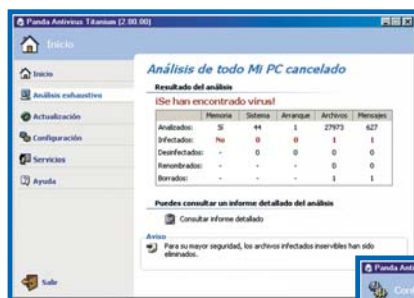 Panda Antivirus Titanium [2.00.00]
Inicio
Inicio
Análisis exhaustivo
Actualización
Configuración
Servicios
Ayuda
Salir
Análisis de todo Mi PC cancelado
Resultado del análisis
¡Se han encontrado virus!
Memoria Sistema Arranque Archivos Mensajes
Analizados: Sí 44 1 27973 627
Infectados: No 0 0 1 1
Desinfectados: - 0 0 0 0
Renombrados: - - - 0 0
Borrados: - - - 1 1
Puedes consultar un informe detallado del análisis
Consultar informe detallado
Aviso
Para su mayor seguridad, los archivos infectados inservibles han sido
eliminados.
Panda Anti
Con